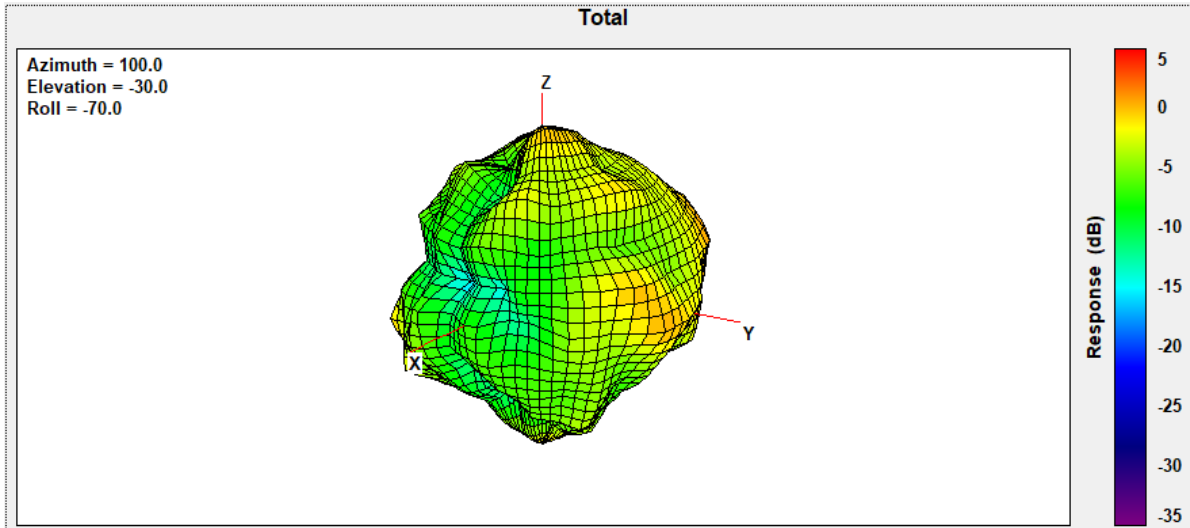 Total
Azimuth = 100.0
Elevation = -30.0
Roll = -70.0
Z
Y
X
5
0
-5
-10
-15
-20
-25
-30
-35
Response (dB)